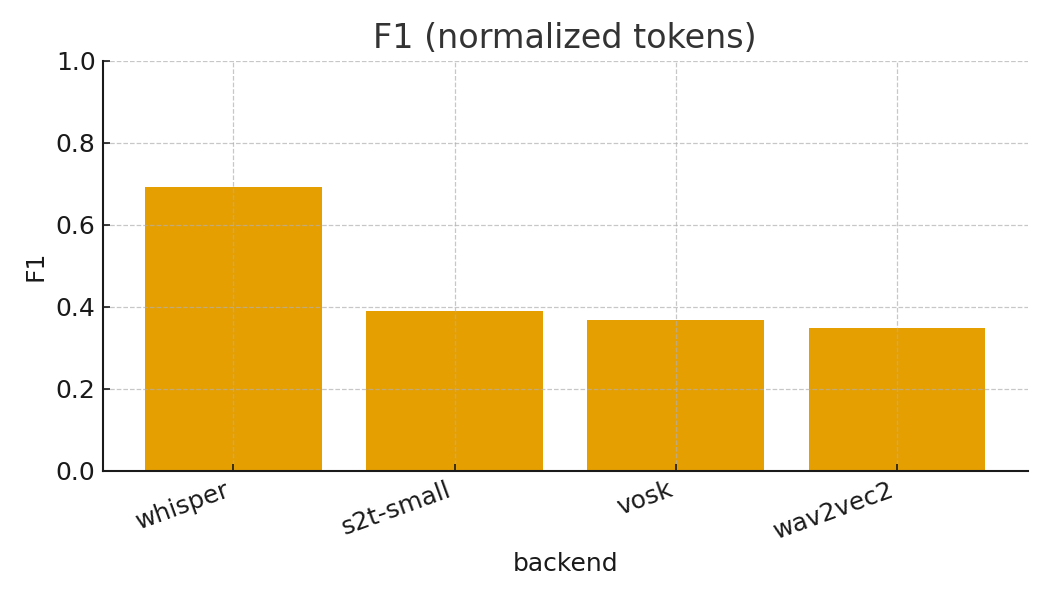 F1 (normalized tokens)
F1
1.0
0.8
0.6
0.4
0.2
0.0
whisper
s2t-small
vosk
wav2vec2
backend